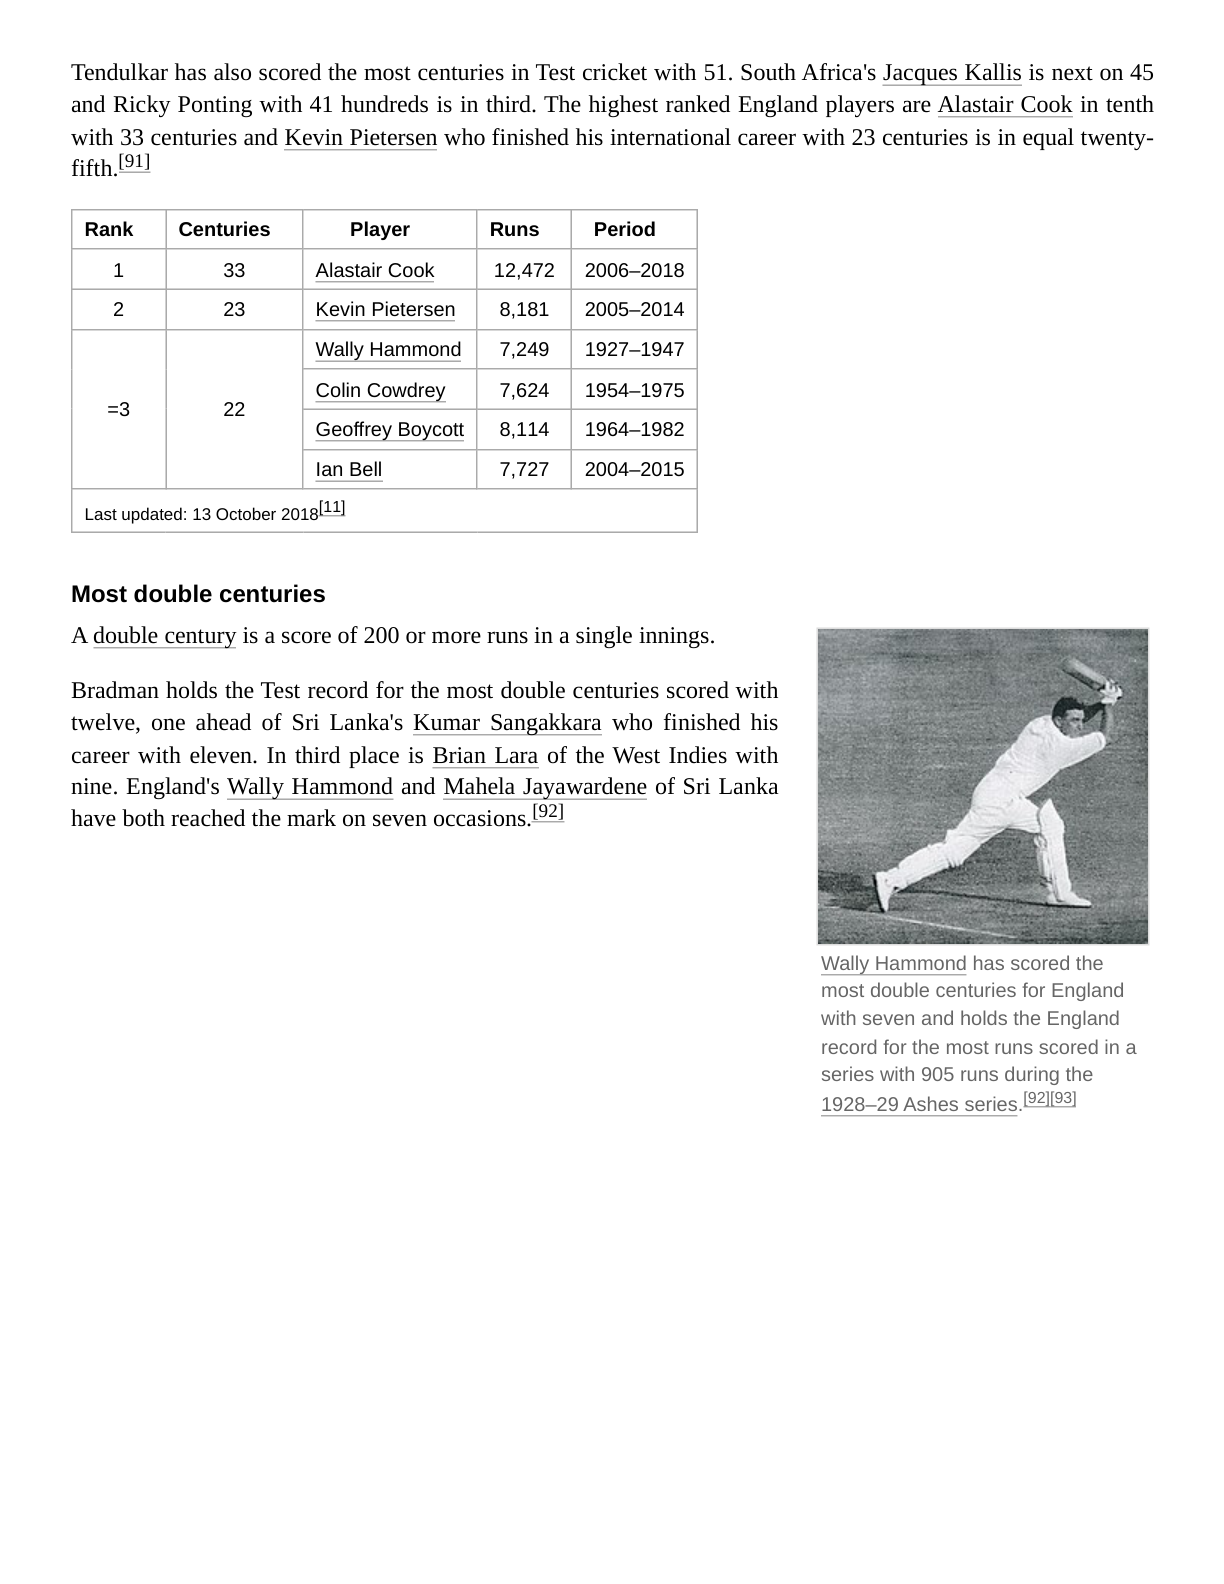 Tendulkar has also scored the most centuries in Test cricket with 51. South Africa's Jacques Kallis is next on 45
and Ricky Ponting with 41 hundreds is in third. The highest ranked England players are Alastair Cook in tenth
with 33 centuries and Kevin Pietersen who finished his international career with 23 centuries is in equal twenty-
fifth.[91]
Rank Centuries Player Runs Period
1 33 Alastair Cook 12,472 2006–2018
2 23 Kevin Pietersen 8,181 2005–2014
=3 22 Wally Hammond 7,249 1927–1947
Colin Cowdrey 7,624 1954–1975
Geoffrey Boycott 8,114 1964–1982
Ian Bell 7,727 2004–2015
Last updated: 13 October 2018[11]
Most double centuries
A double century is a score of 200 or more runs in a single innings.
Bradman holds the Test record for the most double centuries scored with
twelve, one ahead of Sri Lanka's Kumar Sangakkara who finished his
career with eleven. In third place is Brian Lara of the West Indies with
nine. England's Wally Hammond and Mahela Jayawardene of Sri Lanka
have both reached the mark on seven occasions.[92]
Wally Hammond has scored the
most double centuries for England
with seven and holds the England
record for the most runs scored in a
series with 905 runs during the
1928–29 Ashes series.[92][93]